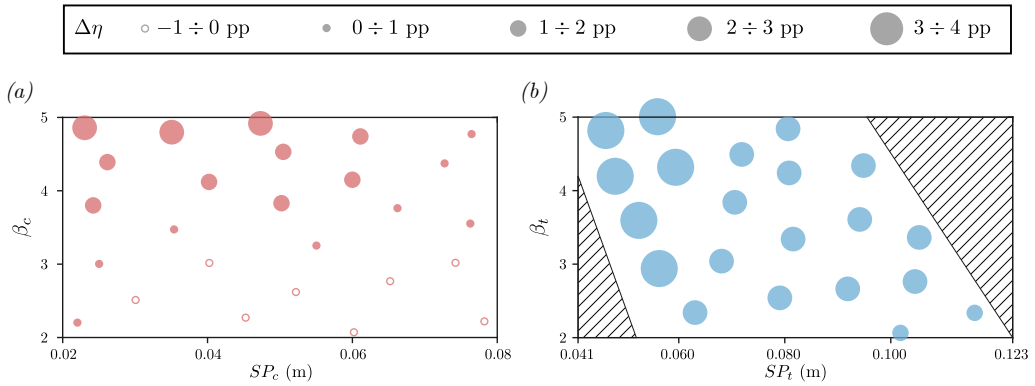 Δη −1 ÷ 0 pp 0 ÷ 1 pp 1 ÷ 2 pp 2 ÷ 3 pp 3 ÷ 4 pp
(a) (b)
5 4 3 2
β_c
0.02 0.04 0.06 0.08
SP_c (m)
5 4 3 2
β_t
0.041 0.060 0.080 0.100 0.123
SP_t (m)